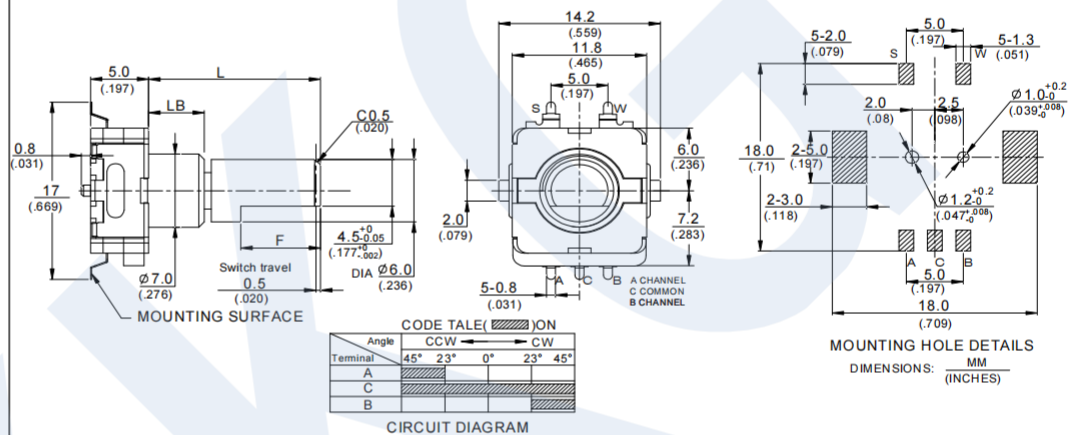 5.0
(.197)
L
LB
C0.5
(.020)
0.8
(.031)
17
(.669)
F
4.5+0-0.05
(.177+0-.002)
DIA Ø6.0
(.236)
Ø7.0
(.276)
Switch travel
0.5
(.020)
MOUNTING SURFACE
14.2
(.559)
11.8
(.465)
5.0
(.197)
S
W
6.0
(.236)
2.0
(.079)
7.2
(.283)
5-0.8
(.031)
A
C
B
A CHANNEL
C COMMON
B CHANNEL
5.0
(.197)
5-2.0
(.079)
S
W
5-1.3
(.051)
2.0
(.08)
2.5
(.098)
Ø1.0+0.2-0
(.039+.008-0)
18.0
(.71)
2-5.0
(.197)
2-3.0
(.118)
Ø1.2+0.2-0
(.047+.008-0)
A
C
B
5.0
(.197)
18.0
(.709)
MOUNTING HOLE DETAILS
DIMENSIONS: MM
(INCHES)
CODE TALE( )ON
Angle
CCW CW
Terminal 45° 23° 0° 23° 45°
A
C
B
CIRCUIT DIAGRAM